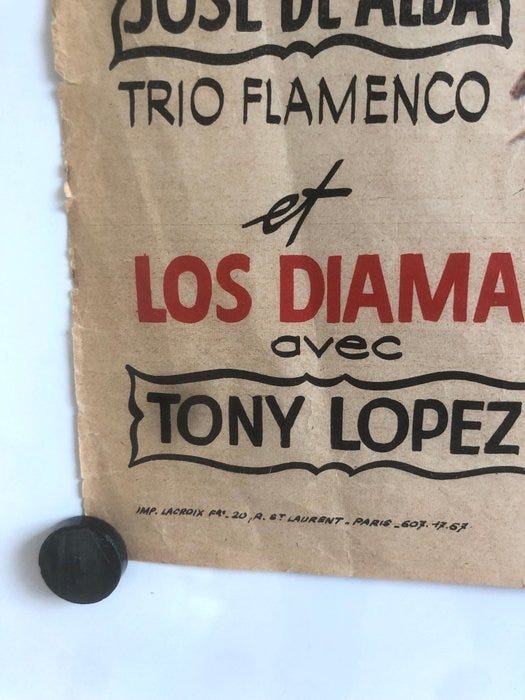 JOSE DE ALBA
TRIO FLAMENCO
et
LOS DIAMA
avec
TONY LOPEZ
IMP. LACROIX FRS. 20, R. ST LAURENT - PARIS - 607.17.67